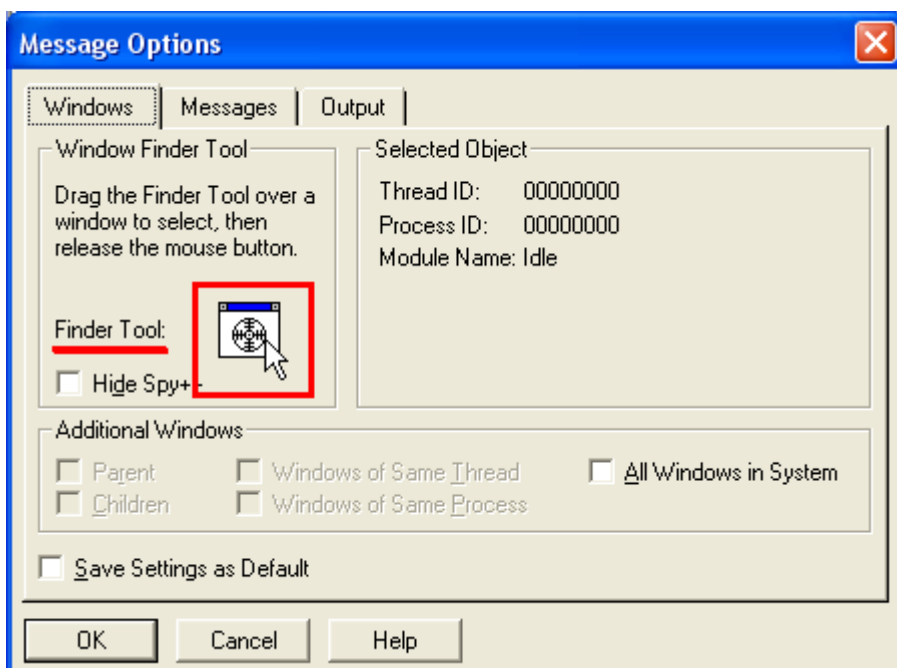 Message Options
Windows
Messages
Output
Window Finder Tool
Drag the Finder Tool over a
window to select, then
release the mouse button.
Finder Tool:
Hide Spy++
Selected Object
Thread ID: 00000000
Process ID: 00000000
Module Name: Idle
Additional Windows
Parent
Windows of Same Thread
All Windows in System
Children
Windows of Same Process
Save Settings as Default
OK
Cancel
Help